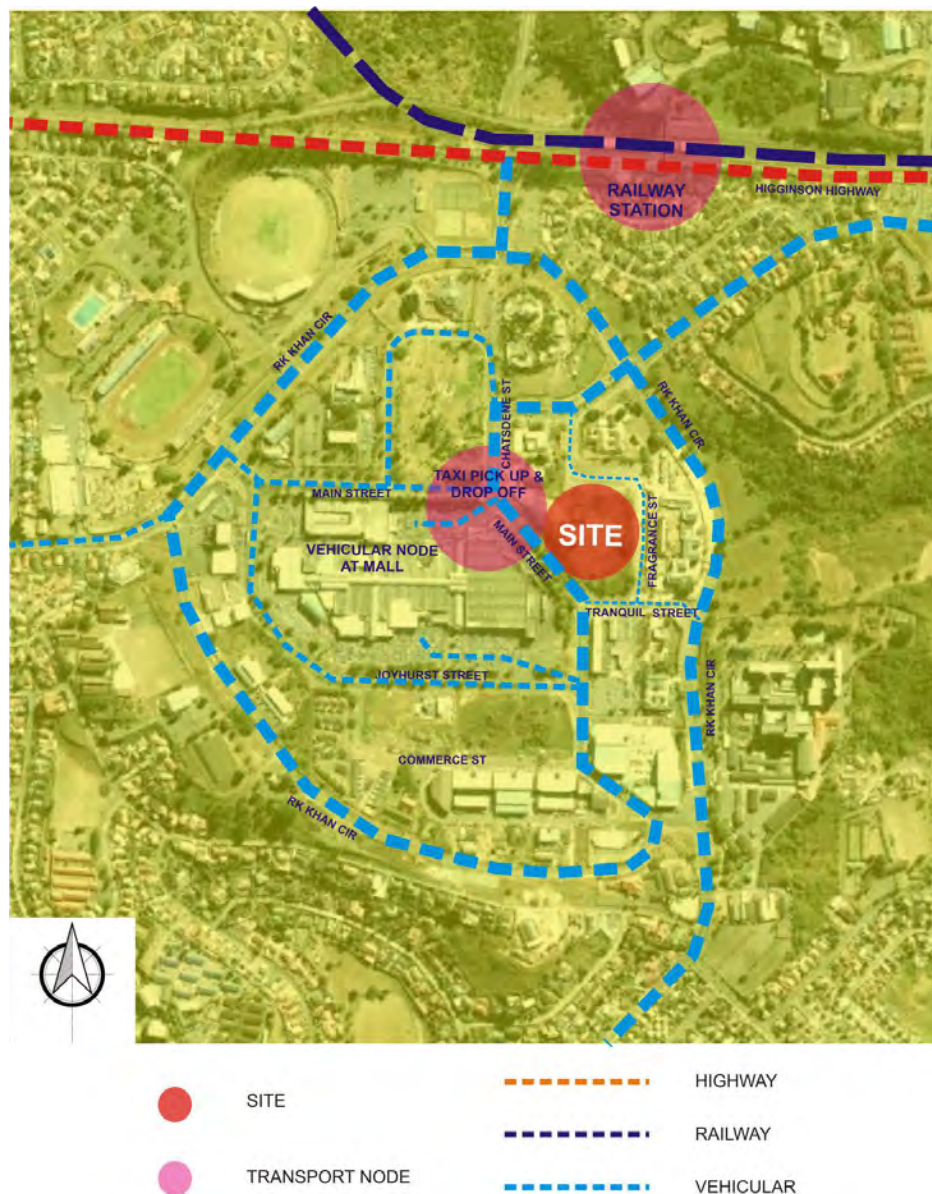 RAILWAY
STATION
HIGGINSON HIGHWAY
RK KHAN CIR
CHATSDENE ST
RK KHAN CIR
TAXI PICK UP &
DROP OFF
MAIN STREET
SITE
MAIN STREET
FRAGRANCE ST
VEHICULAR NODE
AT MALL
TRANQUIL STREET
JOYHURST STREET
RK KHAN CIR
COMMERCE ST
RK KHAN CIR
SITE
HIGHWAY
RAILWAY
TRANSPORT NODE
VEHICULAR